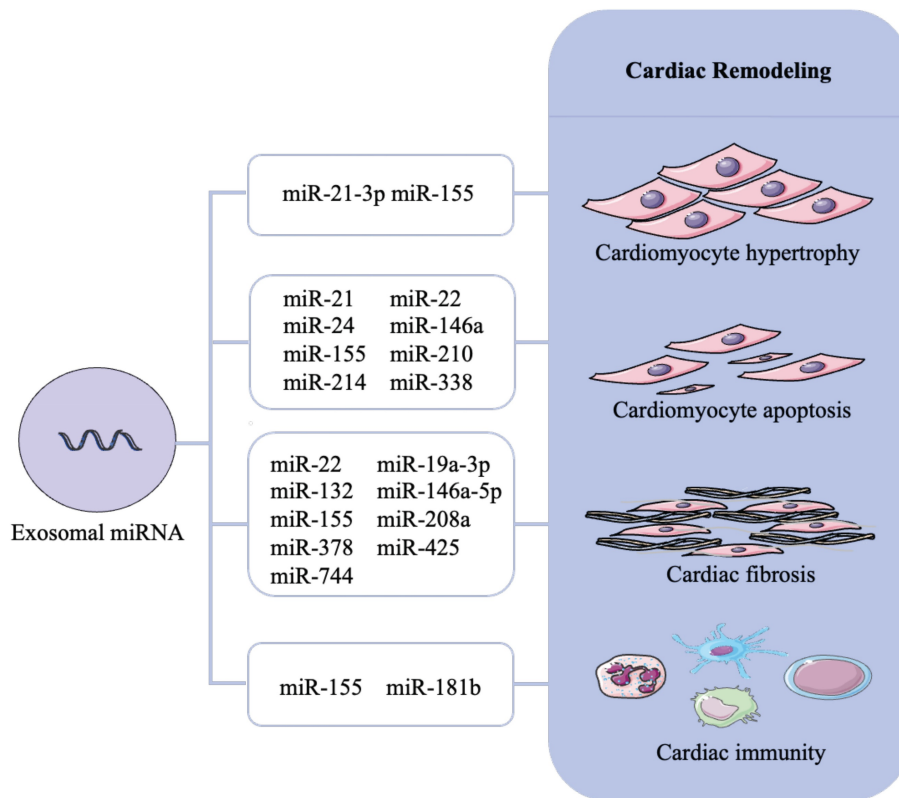 Cardiac Remodeling
miR-21-3p miR-155
Cardiomyocyte hypertrophy
miR-21 miR-22
miR-24 miR-146a
miR-155 miR-210
miR-214 miR-338
Cardiomyocyte apoptosis
Exosomal miRNA
miR-22 miR-19a-3p
miR-132 miR-146a-5p
miR-155 miR-208a
miR-378 miR-425
miR-744
Cardiac fibrosis
miR-155 miR-181b
Cardiac immunity